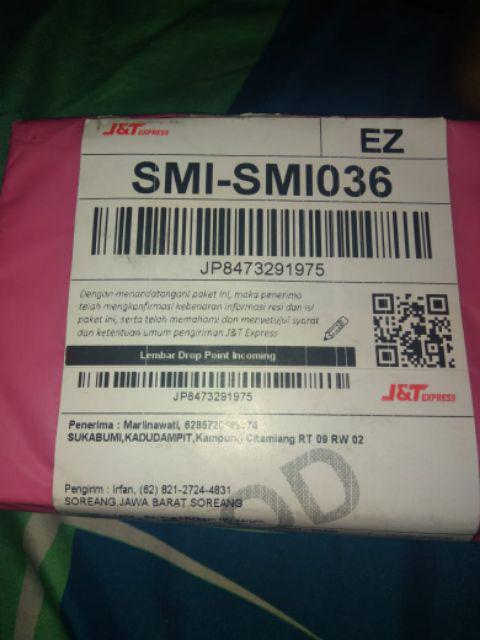 J&T EXPRESS
EZ
SMI-SMI036
JP8473291975
Dengan menandatangani paket ini, maka penerima
telah mengkonfirmasi kebenaran informasi resi dan isi
paket ini, serta telah memahami dan menyetujui syarat
dan ketentuan umum pengiriman J&T Express
Lembar Drop Point Incoming
JP8473291975
J&T EXPRESS
Penerima : Marlinawati,
SUKABUMI,KADUDAMPIT,Kampung Citamiang RT 09 RW 02
Pengirim : Irfan, (62) 821-2724-4831
SOREANG,JAWA BARAT,SOREANG
OD